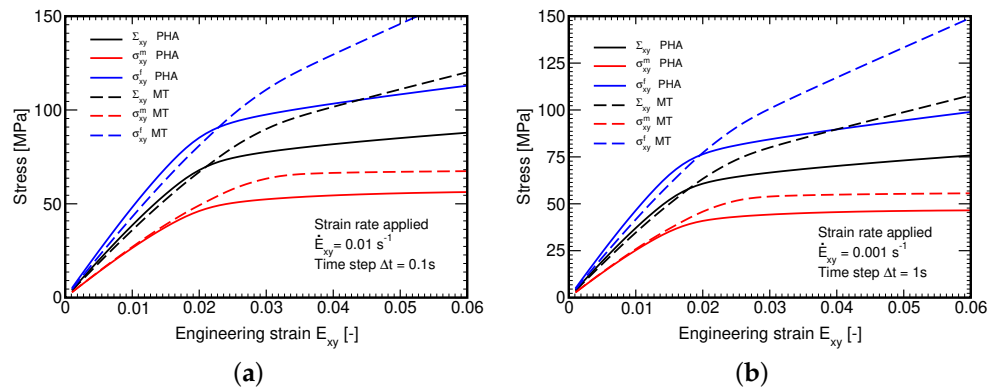 150
100
50
0
Stress [MPa]
Σxy PHA
σᵐxy PHA
σᶠxy PHA
Σxy MT
σᵐxy MT
σᶠxy MT
Strain rate applied
Ėxy = 0.01 s⁻¹
Time step Δt = 0.1s
0 0.01 0.02 0.03 0.04 0.05 0.06
Engineering strain Exy [-]
(a)
150
125
100
75
50
25
0
Stress [MPa]
Σxy PHA
σᵐxy PHA
σᶠxy PHA
Σxy MT
σᵐxy MT
σᶠxy MT
Strain rate applied
Ėxy = 0.001 s⁻¹
Time step Δt = 1s
0 0.01 0.02 0.03 0.04 0.05 0.06
Engineering strain Exy [-]
(b)